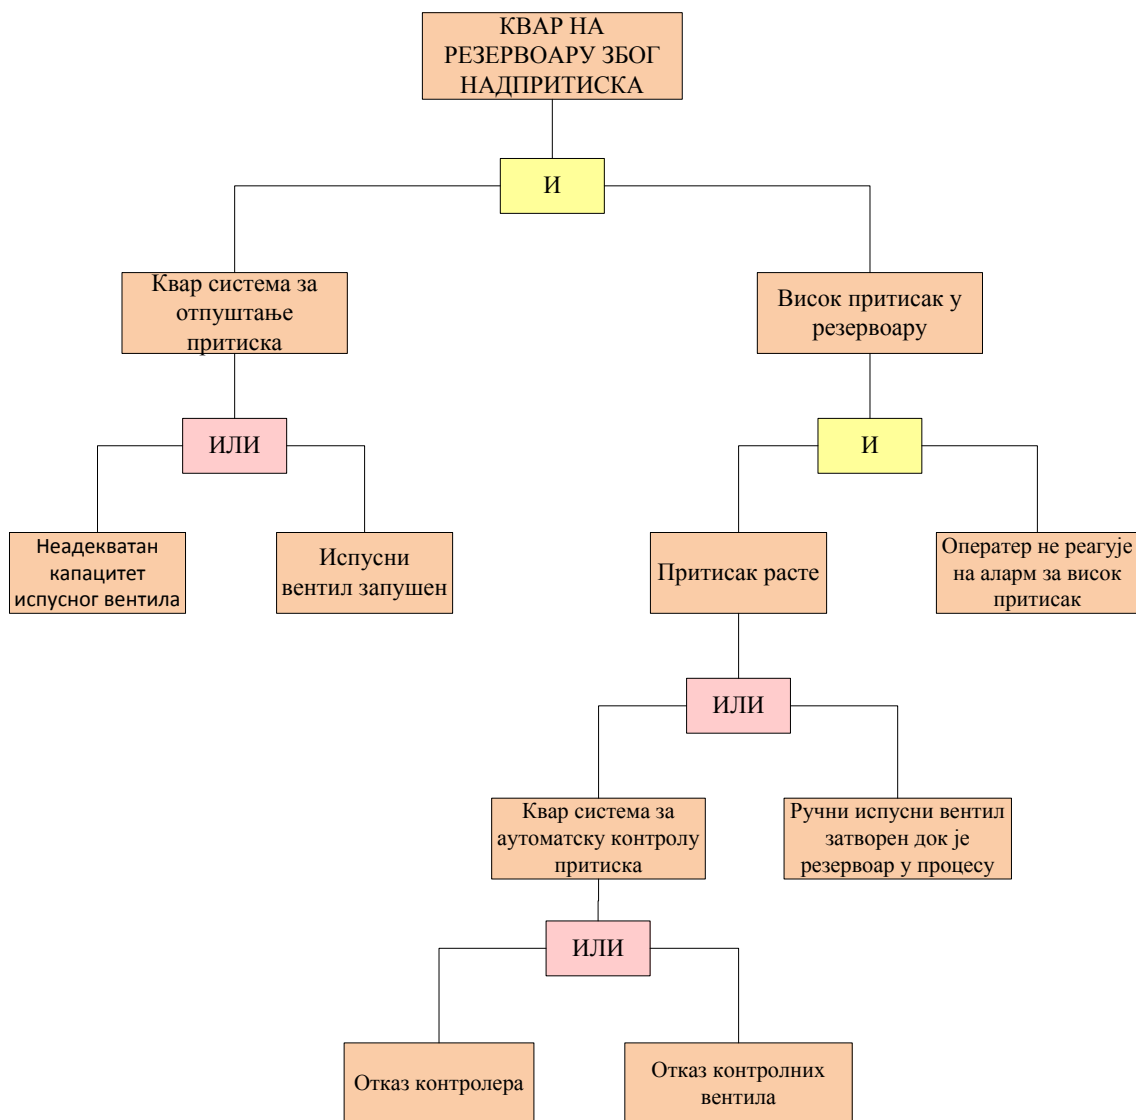 КВАР НА
РЕЗЕРВОАРУ ЗБОГ
НАДПРИТИСКА
И
Квар система за
отпуштање
притиска
Висок притисак у
резервоару
ИЛИ
И
Неадекватан
капацитет
испусног вентила
Испусни
вентил запушен
Притисак расте
Оператер не реагује
на аларм за висок
притисак
ИЛИ
Квар система за
аутоматску контролу
притиска
Ручни испусни вентил
затворен док је
резервоар у процесу
ИЛИ
Отказ контролера
Отказ контролних
вентила